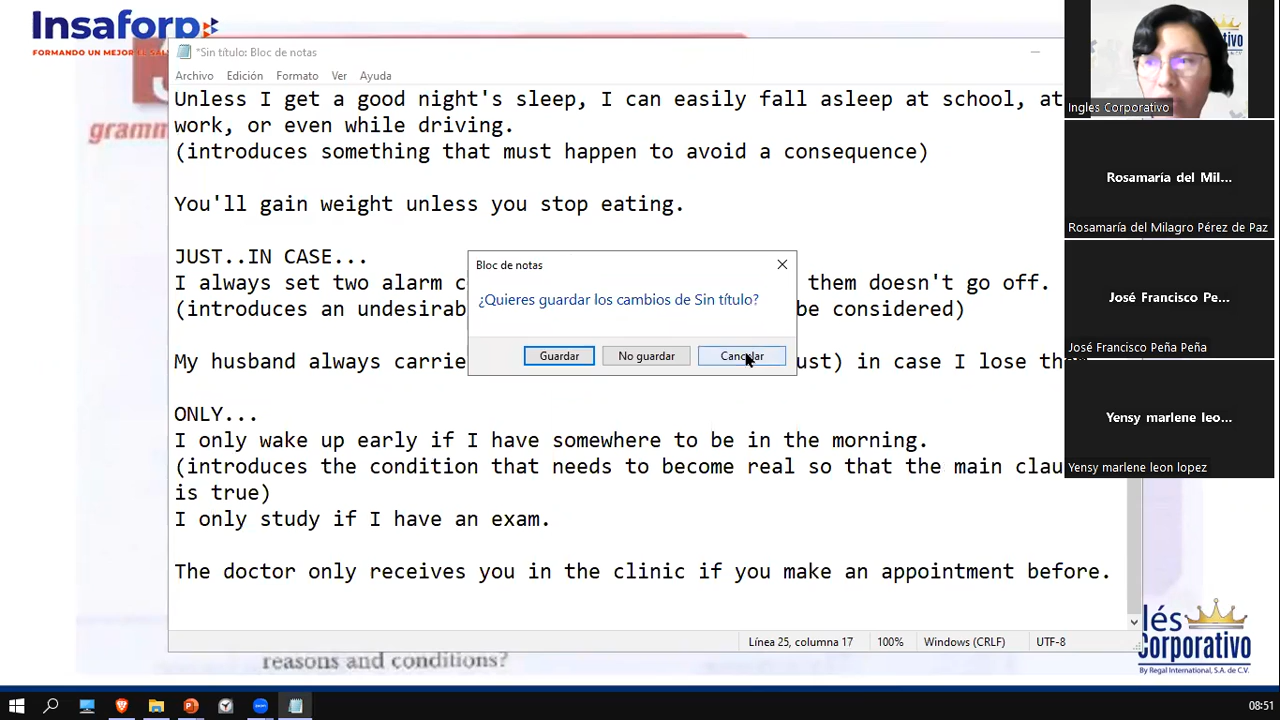 Insaforp
FORMANDO UN MEJOR EL
*Sin título: Bloc de notas
Archivo Edición Formato Ver Ayuda
gramm
Unless I get a good night's sleep, I can easily fall asleep at school, at
work, or even while driving.
(introduces something that must happen to avoid a consequence)
You'll gain weight unless you stop eating.
JUST..IN CASE...
I always set two alarm c them doesn't go off.
(introduces an undesirab be considered)
My husband always carrie ust) in case I lose the
ONLY...
I only wake up early if I have somewhere to be in the morning.
(introduces the condition that needs to become real so that the main clau
is true)
I only study if I have an exam.
The doctor only receives you in the clinic if you make an appointment before.
Bloc de notas
¿Quieres guardar los cambios de Sin título?
Guardar No guardar Cancelar
Línea 25, columna 17 100% Windows (CRLF) UTF-8
reasons and conditions?
Ingles Corporativo
rativo
Rosamaría del Mil...
Rosamaría del Milagro Pérez de Paz
José Francisco Pe...
José Francisco Peña Peña
Yensy marlene leo...
Yensy marlene leon lopez
lés
Corporativo
By Regal International, S.A. de C.V.
08:51